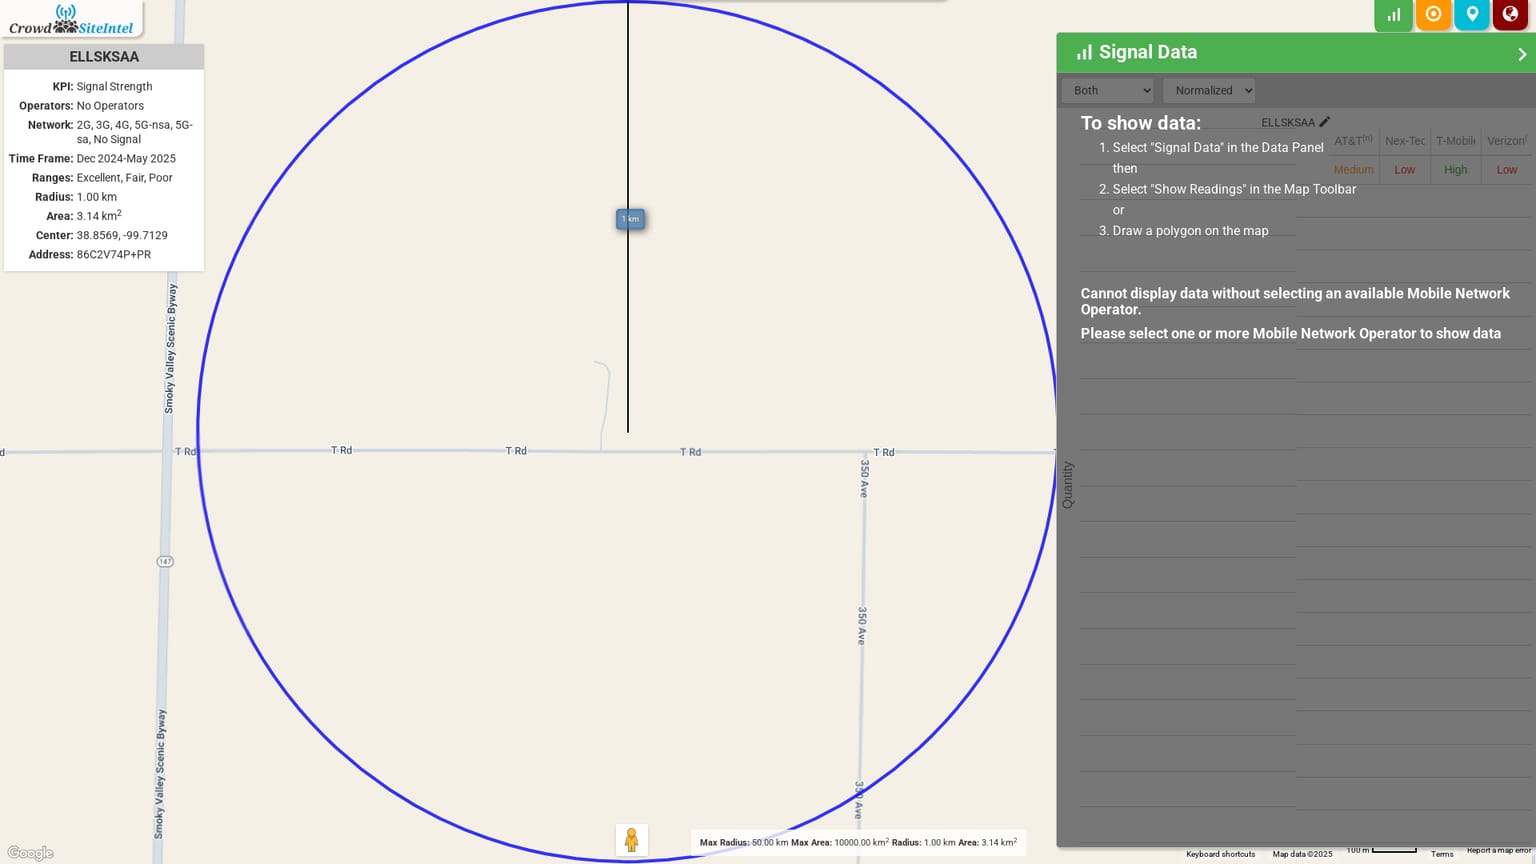 Crowd SiteIntel
ELLSKSAA
KPI: Signal Strength
Operators: No Operators
Network: 2G, 3G, 4G, 5G-nsa, 5G-
sa, No Signal
Time Frame: Dec 2024-May 2025
Ranges: Excellent, Fair, Poor
Radius: 1.00 km
Area: 3.14 km²
Center: 38.8569, -99.7129
Address: 86C2V74P+PR
Signal Data
Both
Normalized
To show data:
ELLSKSAA
AT&T(n) Nex-Tec T-Mobile Verizon(
Medium Low High Low
1. Select "Signal Data" in the Data Panel
then
2. Select "Show Readings" in the Map Toolbar
or
3. Draw a polygon on the map
Cannot display data without selecting an available Mobile Network
Operator.
Please select one or more Mobile Network Operator to show data
Quantity
1 km
Smoky Valley Scenic Byway
d
T Rd
T Rd
T Rd
T Rd
T Rd
350 Ave
147
350 Ave
Smoky Valley Scenic Byway
350 Ave
Max Radius: 50.00 km Max Area: 10000.00 km² Radius: 1.00 km Area: 3.14 km²
Google
Keyboard shortcuts
Map data ©2025
100 m
Terms
Report a map error